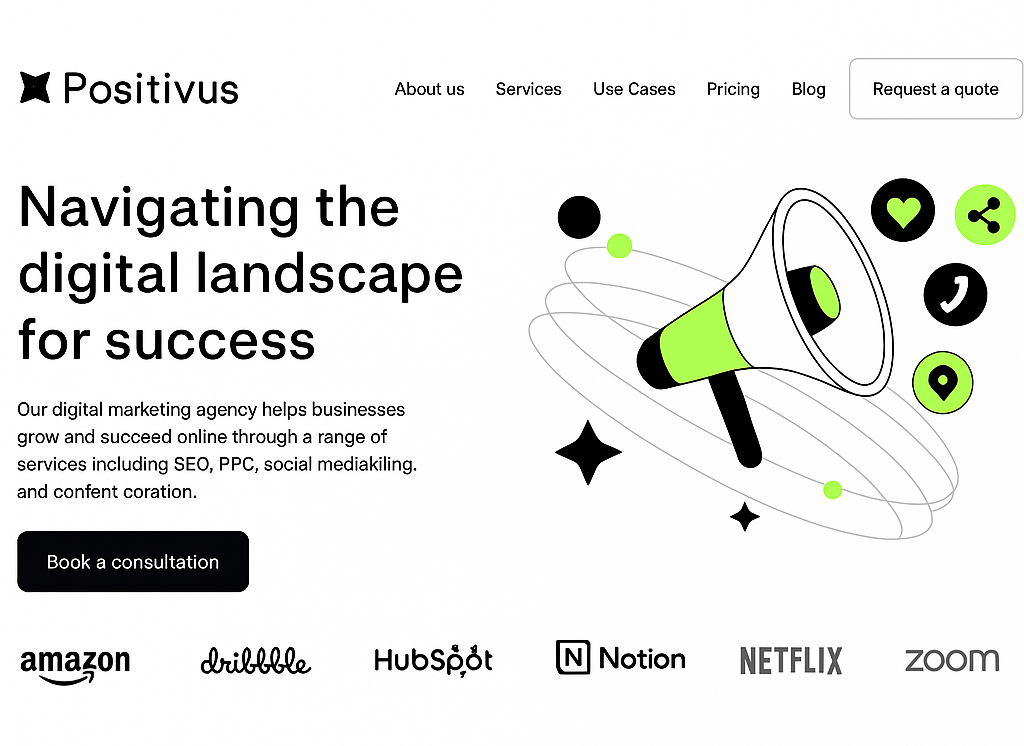 Positivus
About us
Services
Use Cases
Pricing
Blog
Request a quote
Navigating the
digital landscape
for success
Our digital marketing agency helps businesses
grow and succeed online through a range of
services including SEO, PPC, social mediakiling.
and confent coration.
Book a consultation
amazon
dribbble
HubSpot
N Notion
NETFLIX
zoom